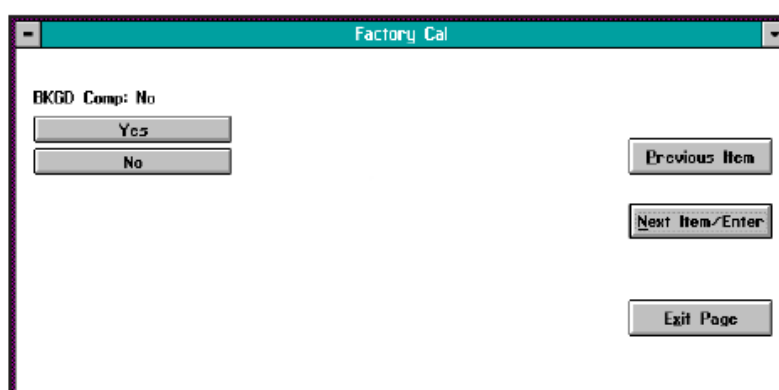 Factory Cal
BKGD Comp: No
Yes
No
Previous Item
Next Item/Enter
Exit Page